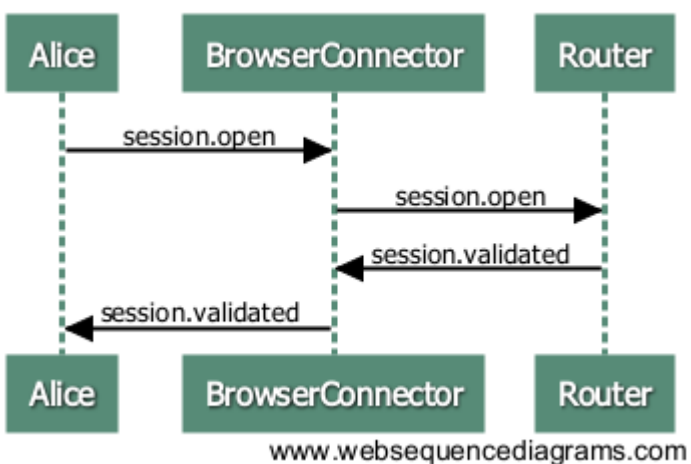 Alice BrowserConnector Router
session.open
session.open
session.validated
session.validated
Alice BrowserConnector Router
www.websequencediagrams.com